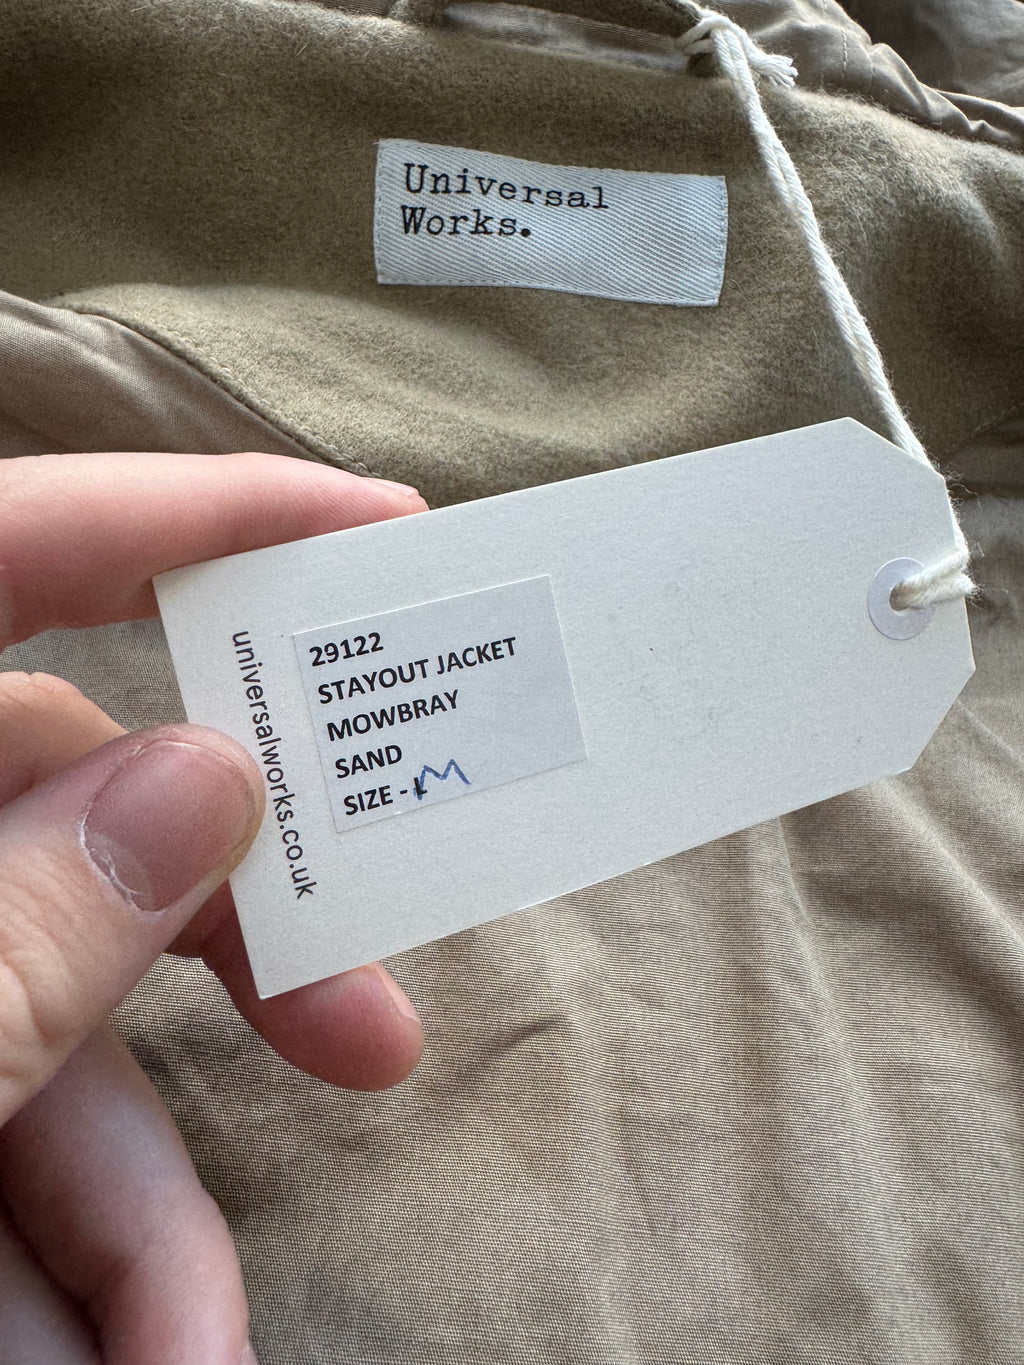 Universal
Works.
29122
STAYOUT JACKET
MOWBRAY
SAND
SIZE - L M
universalworks.co.uk